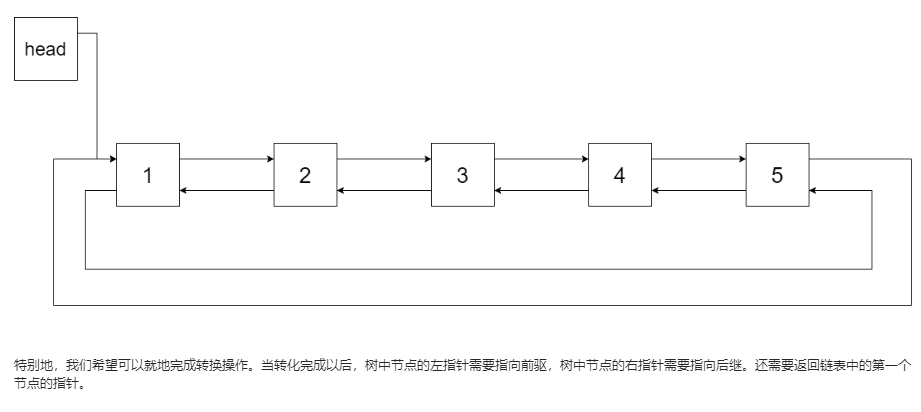 head
1 2 3 4 5
特别地，我们希望可以就地完成转换操作。当转化完成以后，树中节点的左指针需要指向前驱，树中节点的右指针需要指向后继。还需要返回链表中的第一个
节点的指针。